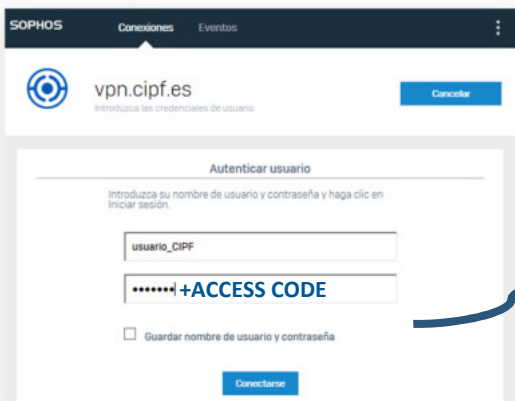 SOPHOS Conexiones Eventos
vpn.cipf.es
Cancelar
Introduzca las credenciales de usuario
Autenticar usuario
Introduzca su nombre de usuario y contraseña y haga clic en
Iniciar sesión.
usuario_CIPF
•••••••+ACCESS CODE
Guardar nombre de usuario y contraseña
Conectarse